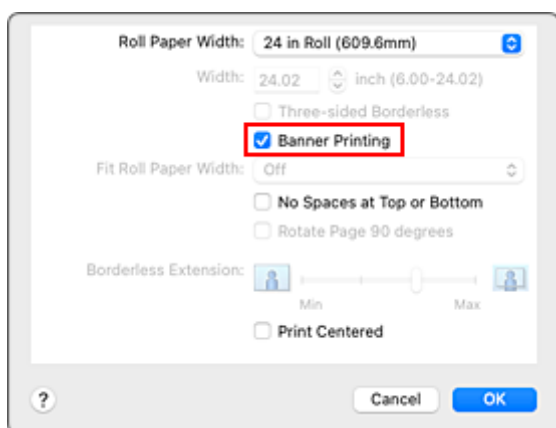 Roll Paper Width: 24 in Roll (609.6mm)
Width: 24.02 inch (6.00-24.02)
Three-sided Borderless
Banner Printing
Fit Roll Paper Width: Off
No Spaces at Top or Bottom
Rotate Page 90 degrees
Borderless Extension:
Min Max
Print Centered
? Cancel OK